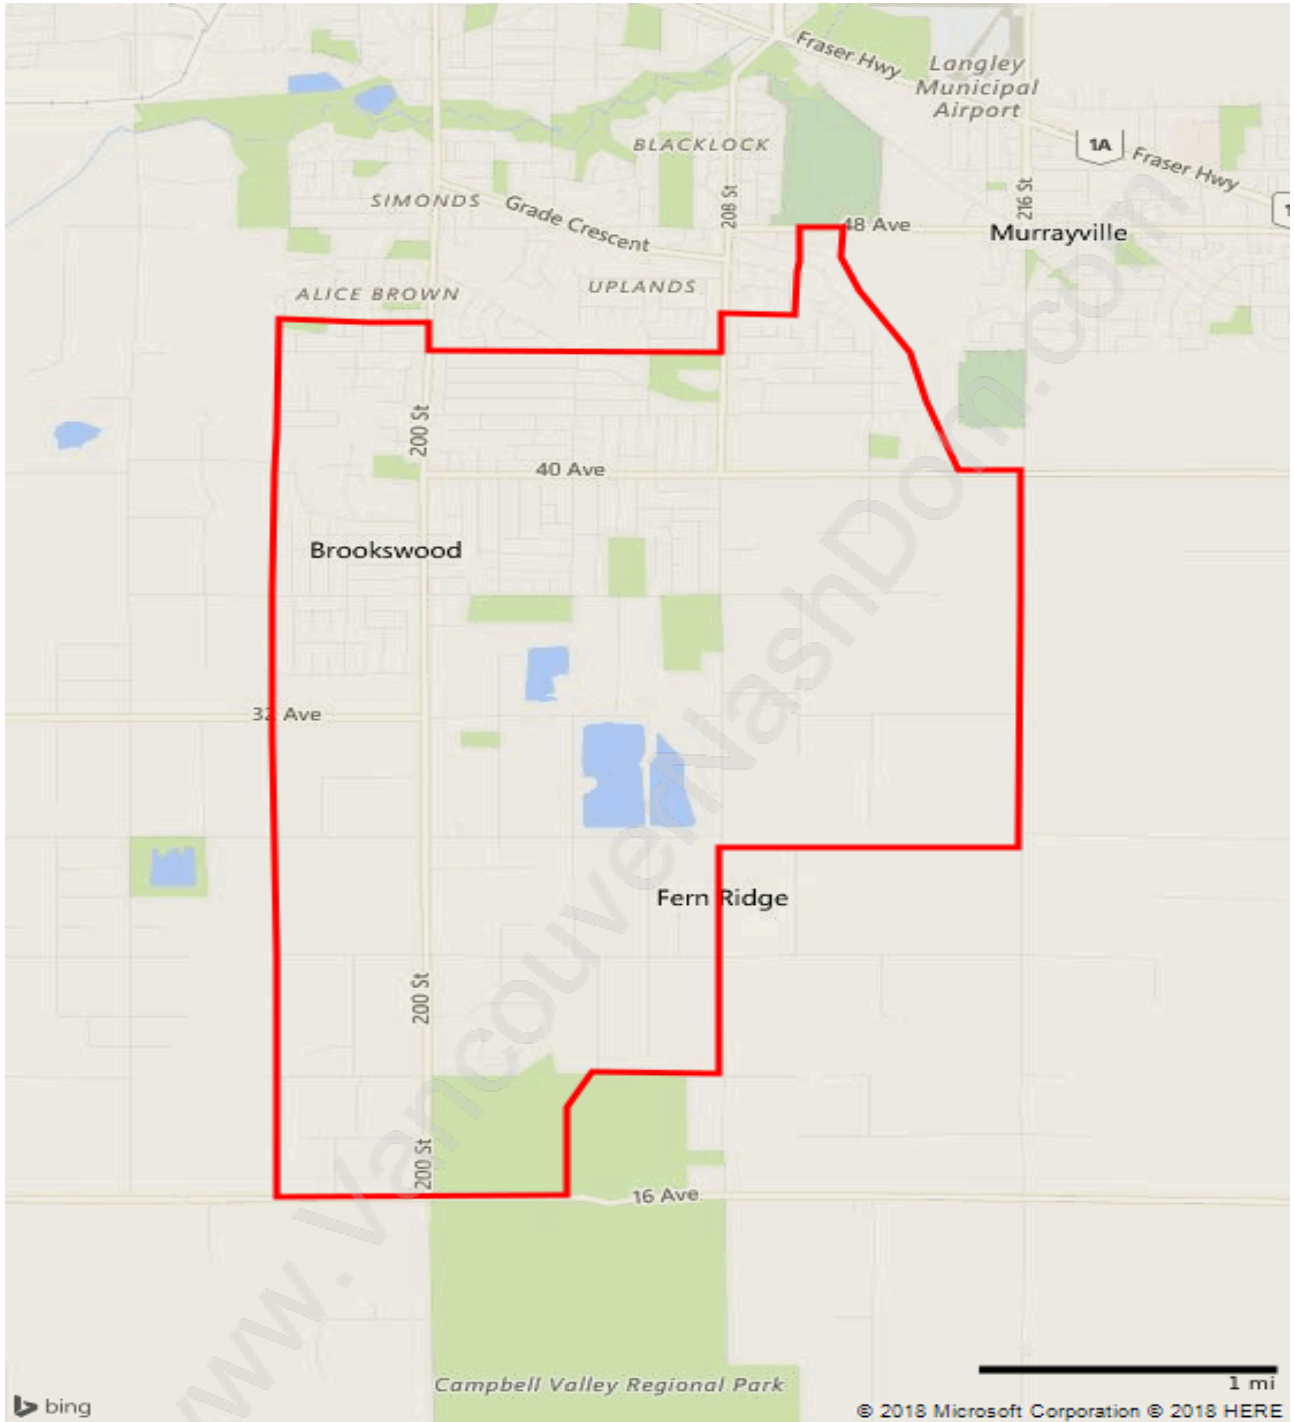 Fraser Hwy
Langley
Municipal
Airport
1A
Fraser Hwy
BLACKLOCK
SIMONDS
Grade Crescent
208 St
216 St
48 Ave
Murrayville
1
ALICE BROWN
UPLANDS
200 St
40 Ave
Brookswood
32 Ave
Fern Ridge
200 St
200 St
16 Ave
Campbell Valley Regional Park
1 mi
bing
© 2018 Microsoft Corporation © 2018 HERE
www.VancouverNashDom.com